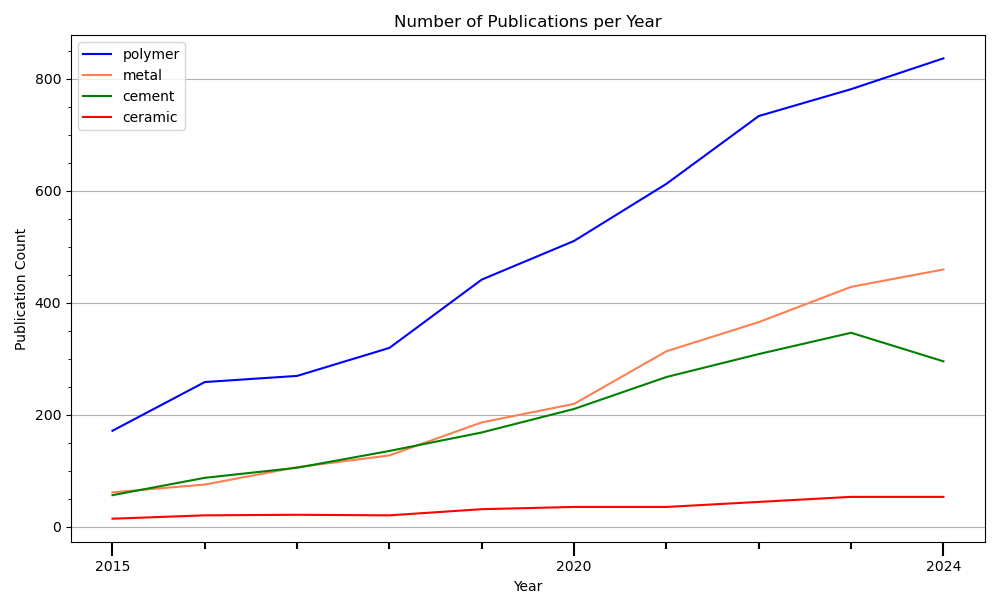 Number of Publications per Year
polymer
metal
cement
ceramic
Publication Count
800
600
400
200
0
2015
2020
2024
Year